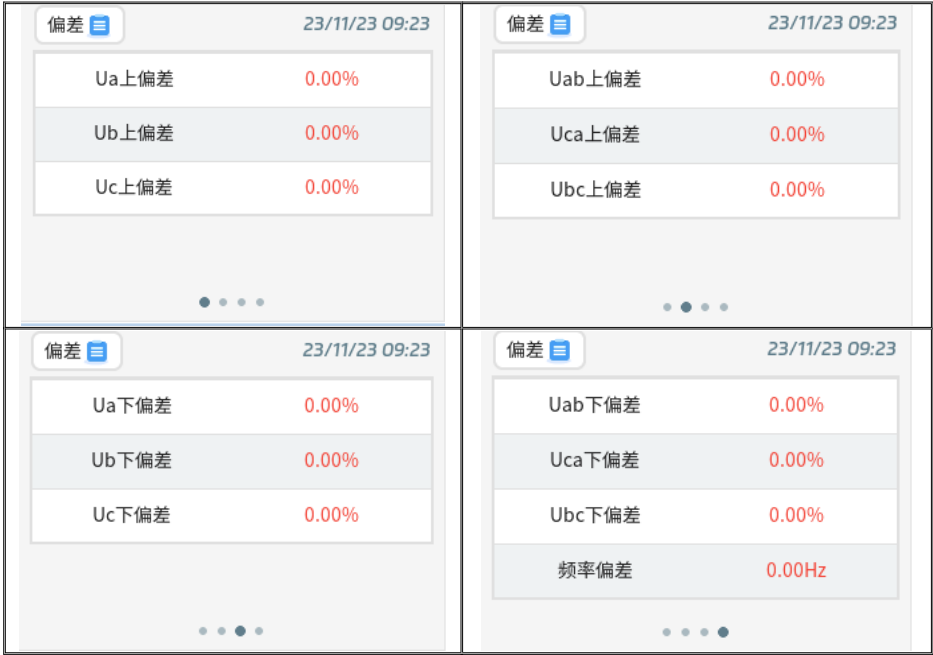 偏差 23/11/23 09:23
Ua上偏差 0.00%
Ub上偏差 0.00%
Uc上偏差 0.00%
偏差 23/11/23 09:23
Uab上偏差 0.00%
Uca上偏差 0.00%
Ubc上偏差 0.00%
偏差 23/11/23 09:23
Ua下偏差 0.00%
Ub下偏差 0.00%
Uc下偏差 0.00%
偏差 23/11/23 09:23
Uab下偏差 0.00%
Uca下偏差 0.00%
Ubc下偏差 0.00%
频率偏差 0.00Hz